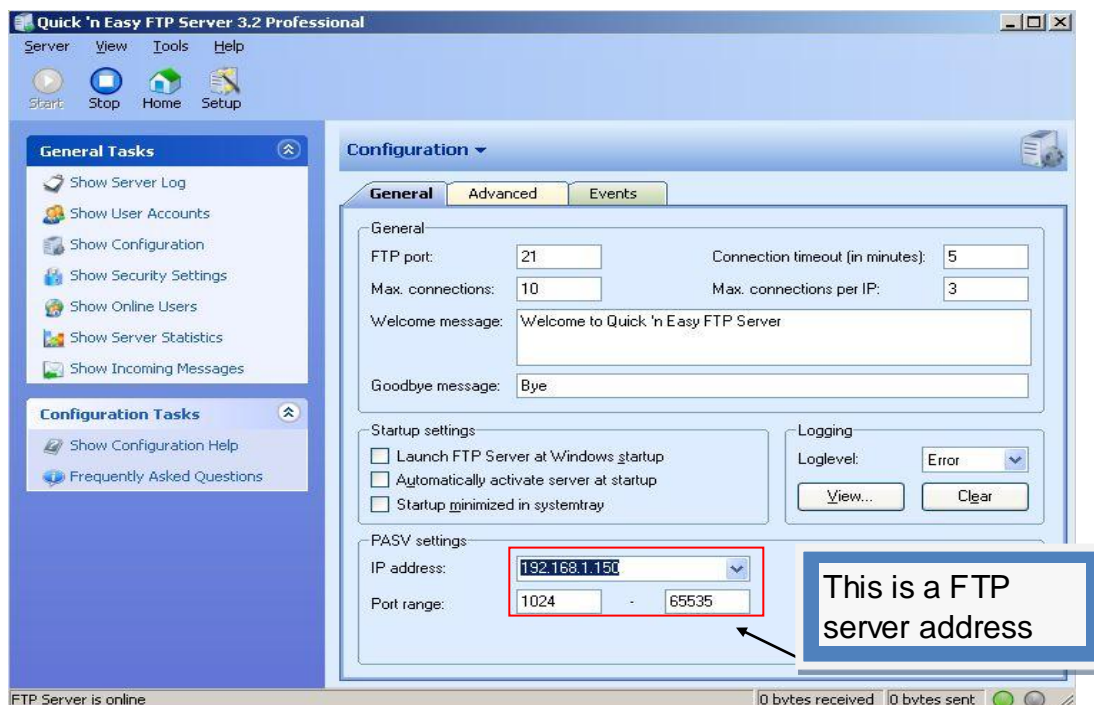 Quick 'n Easy FTP Server 3.2 Professional
Server View Tools Help
Start Stop Home Setup
General Tasks
Show Server Log
Show User Accounts
Show Configuration
Show Security Settings
Show Online Users
Show Server Statistics
Show Incoming Messages
Configuration Tasks
Show Configuration Help
Frequently Asked Questions
Configuration
General Advanced Events
General
FTP port: 21 Connection timeout (in minutes): 5
Max. connections: 10 Max. connections per IP: 3
Welcome message: Welcome to Quick 'n Easy FTP Server
Goodbye message: Bye
Startup settings
Launch FTP Server at Windows startup
Automatically activate server at startup
Startup minimized in systemtray
Logging
Loglevel: Error
View... Clear
PASV settings
IP address: 192.168.1.150
Port range: 1024 - 65535
This is a FTP
server address
FTP Server is online 0 bytes received 0 bytes sent